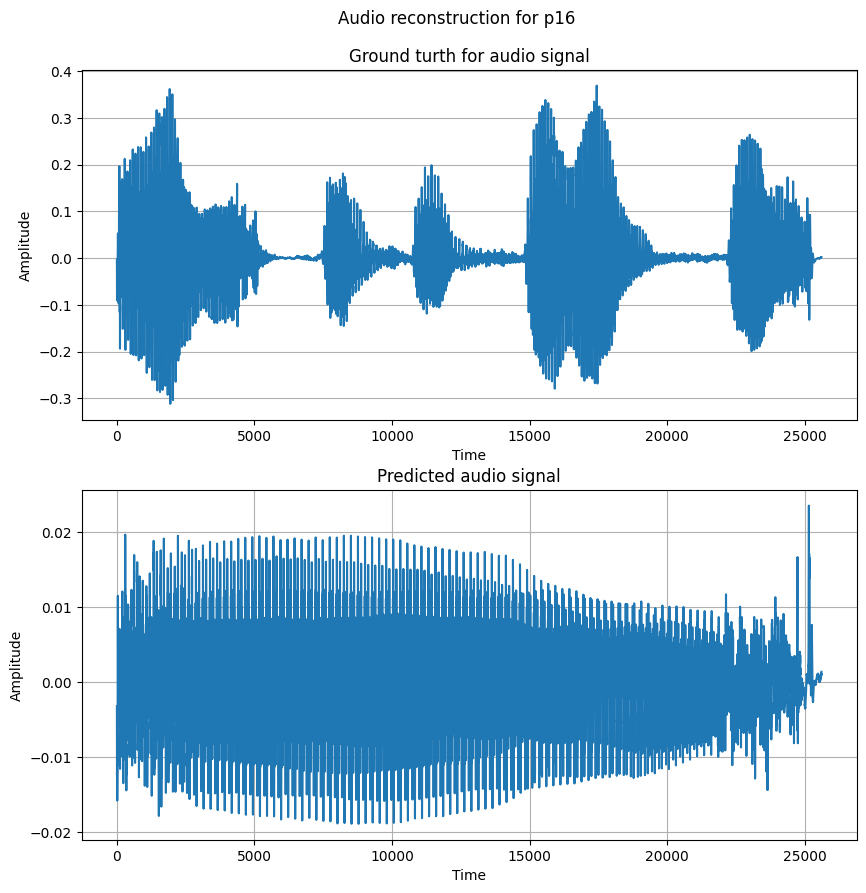 Audio reconstruction for p16
Ground turth for audio signal
0.4
0.3
0.2
0.1
0.0
−0.1
−0.2
−0.3
Amplitude
0 5000 10000 15000 20000 25000
Time
Predicted audio signal
0.02
0.01
0.00
−0.01
−0.02
Amplitude
0 5000 10000 15000 20000 25000
Time